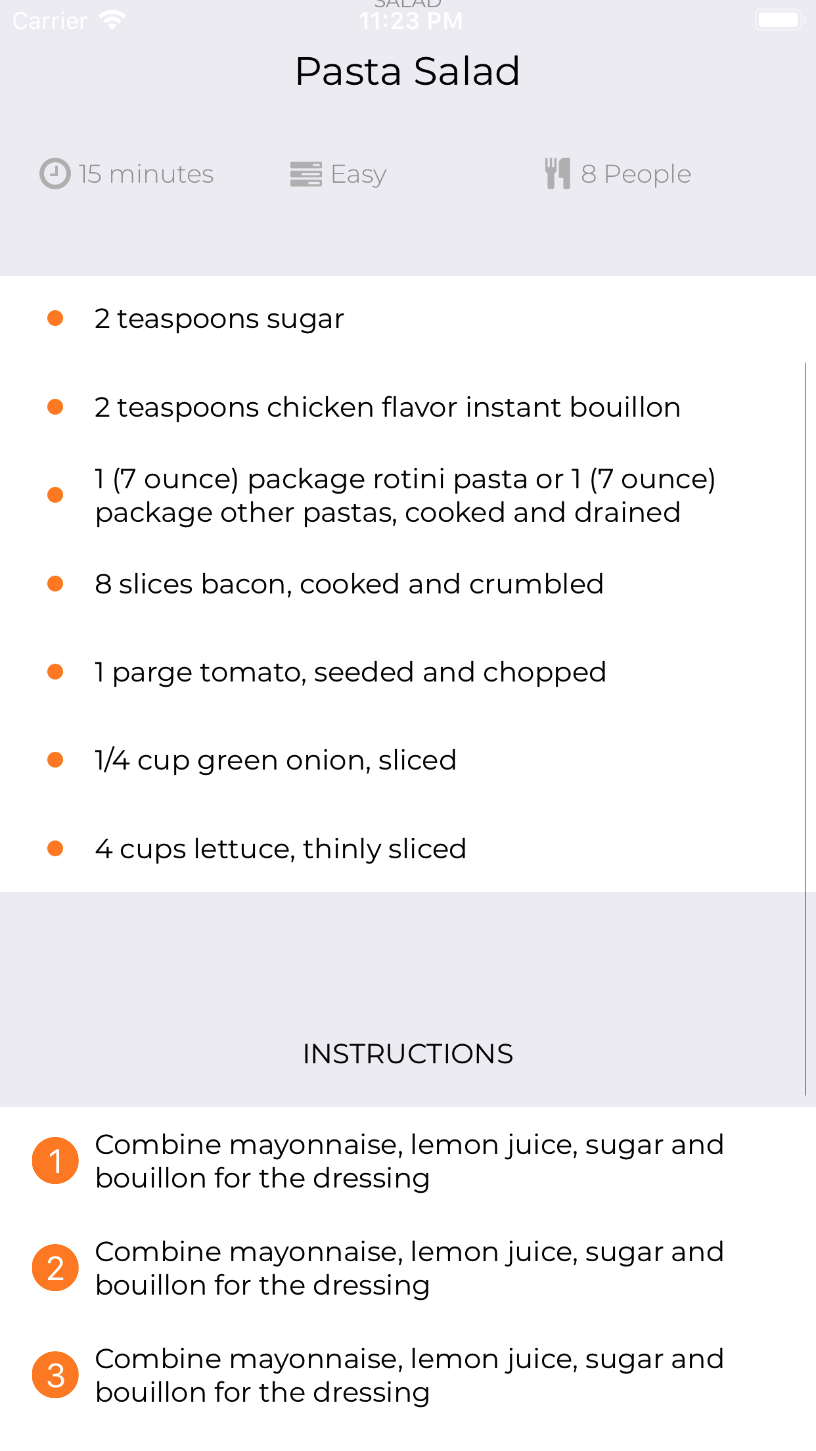 SALAD
Carrier 11:23 PM
Pasta Salad
15 minutes Easy 8 People
2 teaspoons sugar
2 teaspoons chicken flavor instant bouillon
1 (7 ounce) package rotini pasta or 1 (7 ounce)
package other pastas, cooked and drained
8 slices bacon, cooked and crumbled
1 parge tomato, seeded and chopped
1/4 cup green onion, sliced
4 cups lettuce, thinly sliced
INSTRUCTIONS
1 Combine mayonnaise, lemon juice, sugar and
bouillon for the dressing
2 Combine mayonnaise, lemon juice, sugar and
bouillon for the dressing
3 Combine mayonnaise, lemon juice, sugar and
bouillon for the dressing